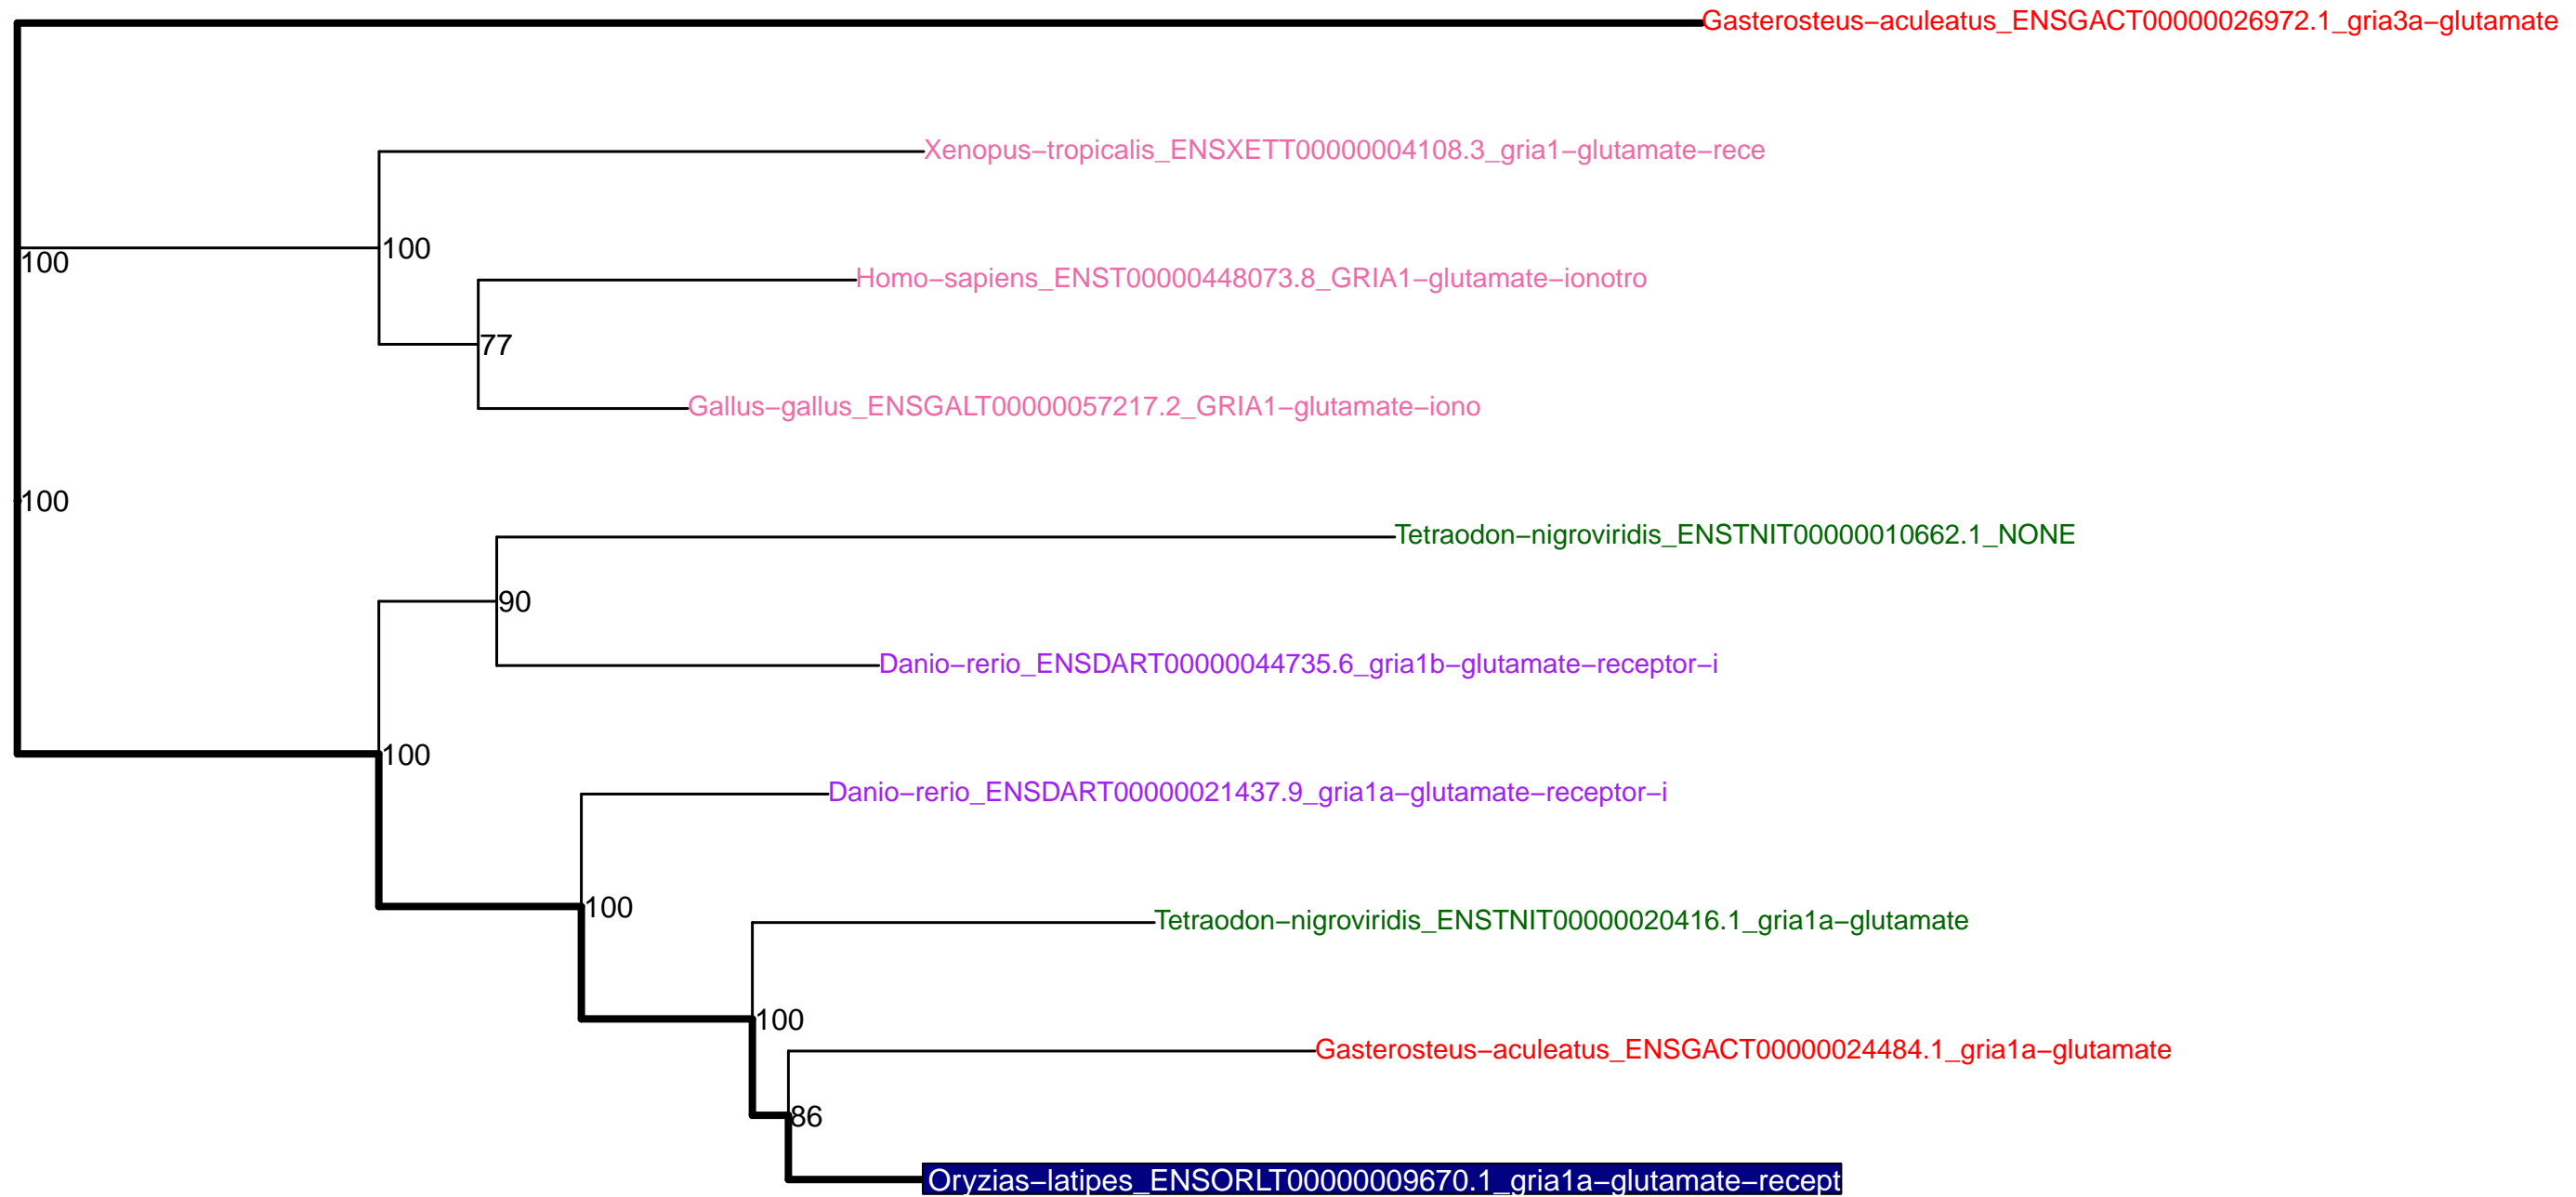 Gasterosteus−aculeatus_ENSGACT00000026972.1_gria3a−glutamate
Xenopus−tropicalis_ENSXETT00000004108.3_gria1−glutamate−rece
100
100
Homo−sapiens_ENST00000448073.8_GRIA1−glutamate−ionotro
77
Gallus−gallus_ENSGALT00000057217.2_GRIA1−glutamate−iono
100
Tetraodon−nigroviridis_ENSTNIT00000010662.1_NONE
90
Danio−rerio_ENSDART00000044735.6_gria1b−glutamate−receptor−i
100
Danio−rerio_ENSDART00000021437.9_gria1a−glutamate−receptor−i
100
Tetraodon−nigroviridis_ENSTNIT00000020416.1_gria1a−glutamate
100
Gasterosteus−aculeatus_ENSGACT00000024484.1_gria1a−glutamate
86
Oryzias−latipes_ENSORLT00000009670.1_gria1a−glutamate−recept